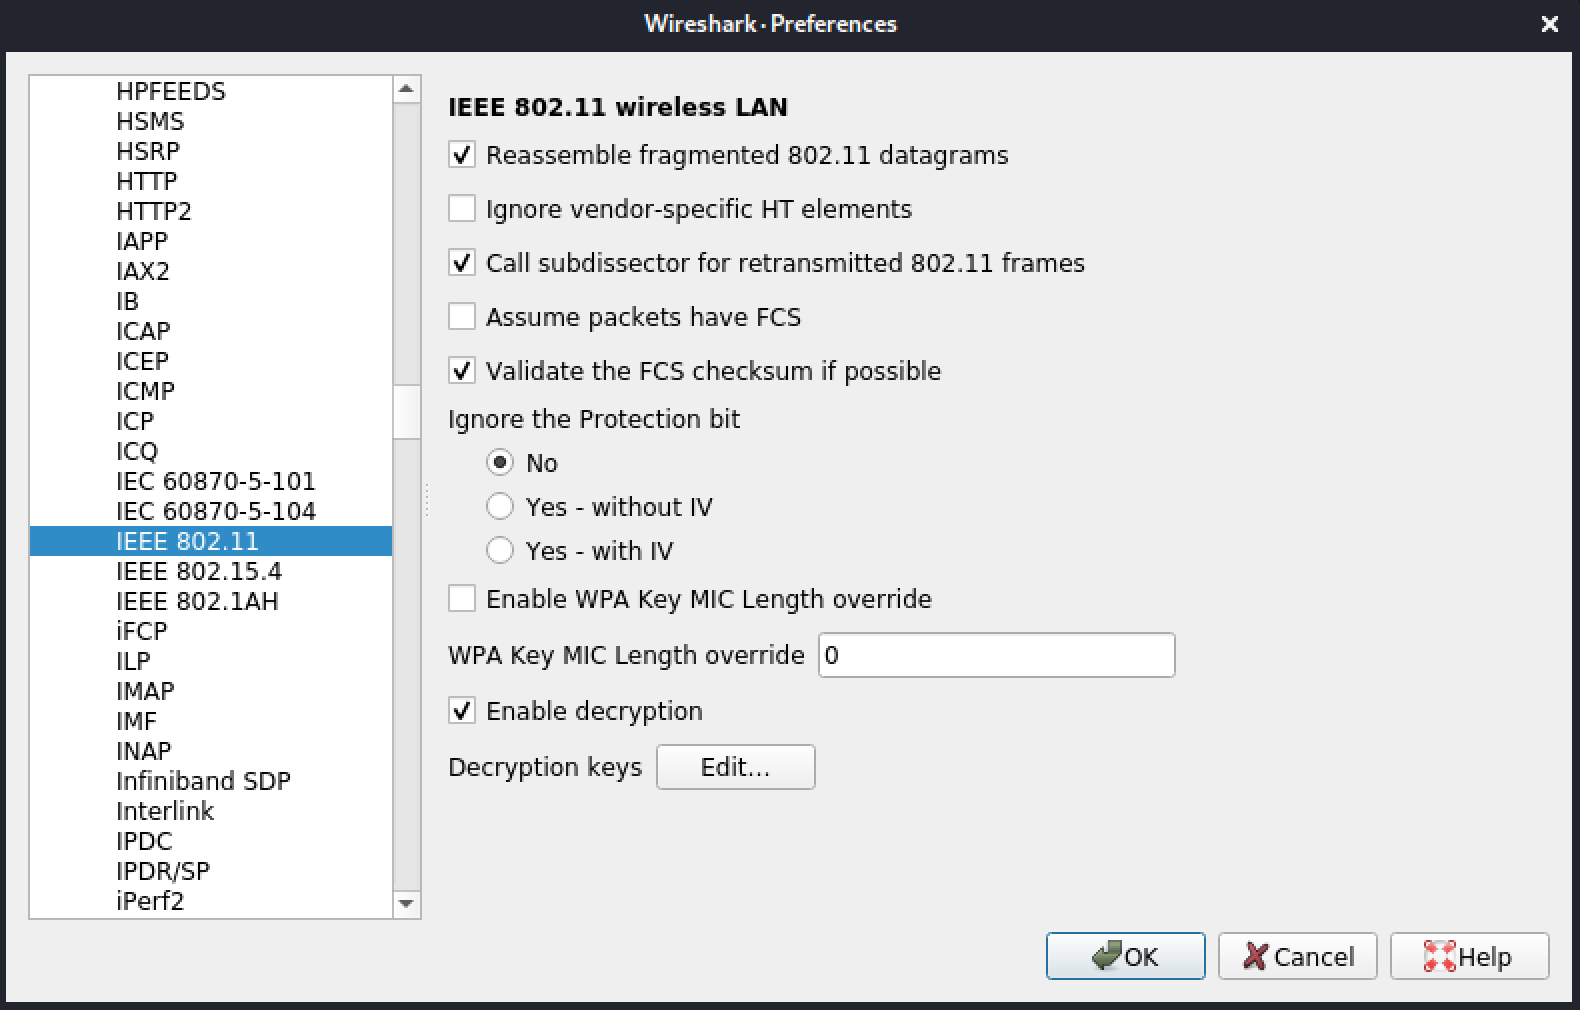 Wireshark · Preferences
HPFEEDS
HSMS
HSRP
HTTP
HTTP2
IAPP
IAX2
IB
ICAP
ICEP
ICMP
ICP
ICQ
IEC 60870-5-101
IEC 60870-5-104
IEEE 802.11
IEEE 802.15.4
IEEE 802.1AH
iFCP
ILP
IMAP
IMF
INAP
Infiniband SDP
Interlink
IPDC
IPDR/SP
iPerf2
IEEE 802.11 wireless LAN
Reassemble fragmented 802.11 datagrams
Ignore vendor-specific HT elements
Call subdissector for retransmitted 802.11 frames
Assume packets have FCS
Validate the FCS checksum if possible
Ignore the Protection bit
No
Yes - without IV
Yes - with IV
Enable WPA Key MIC Length override
WPA Key MIC Length override 0
Enable decryption
Decryption keys Edit...
OK Cancel Help